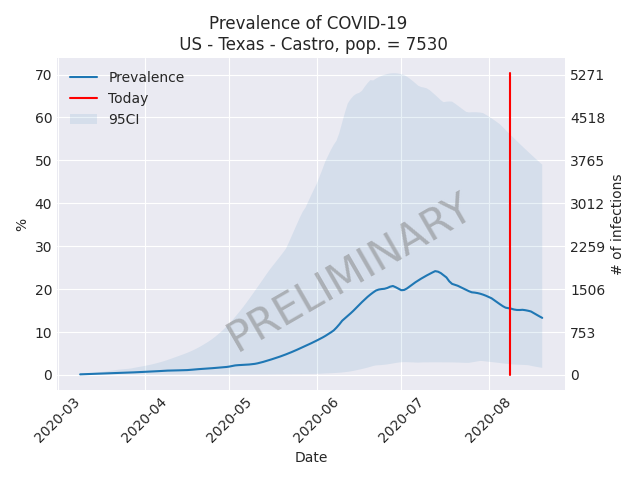 Prevalence of COVID-19
US - Texas - Castro, pop. = 7530
Prevalence
Today
95CI
PRELIMINARY
%
70
60
50
40
30
20
10
0
5271
4518
3765
3012
2259
1506
753
0
# of infections
2020-03
2020-04
2020-05
2020-06
2020-07
2020-08
Date